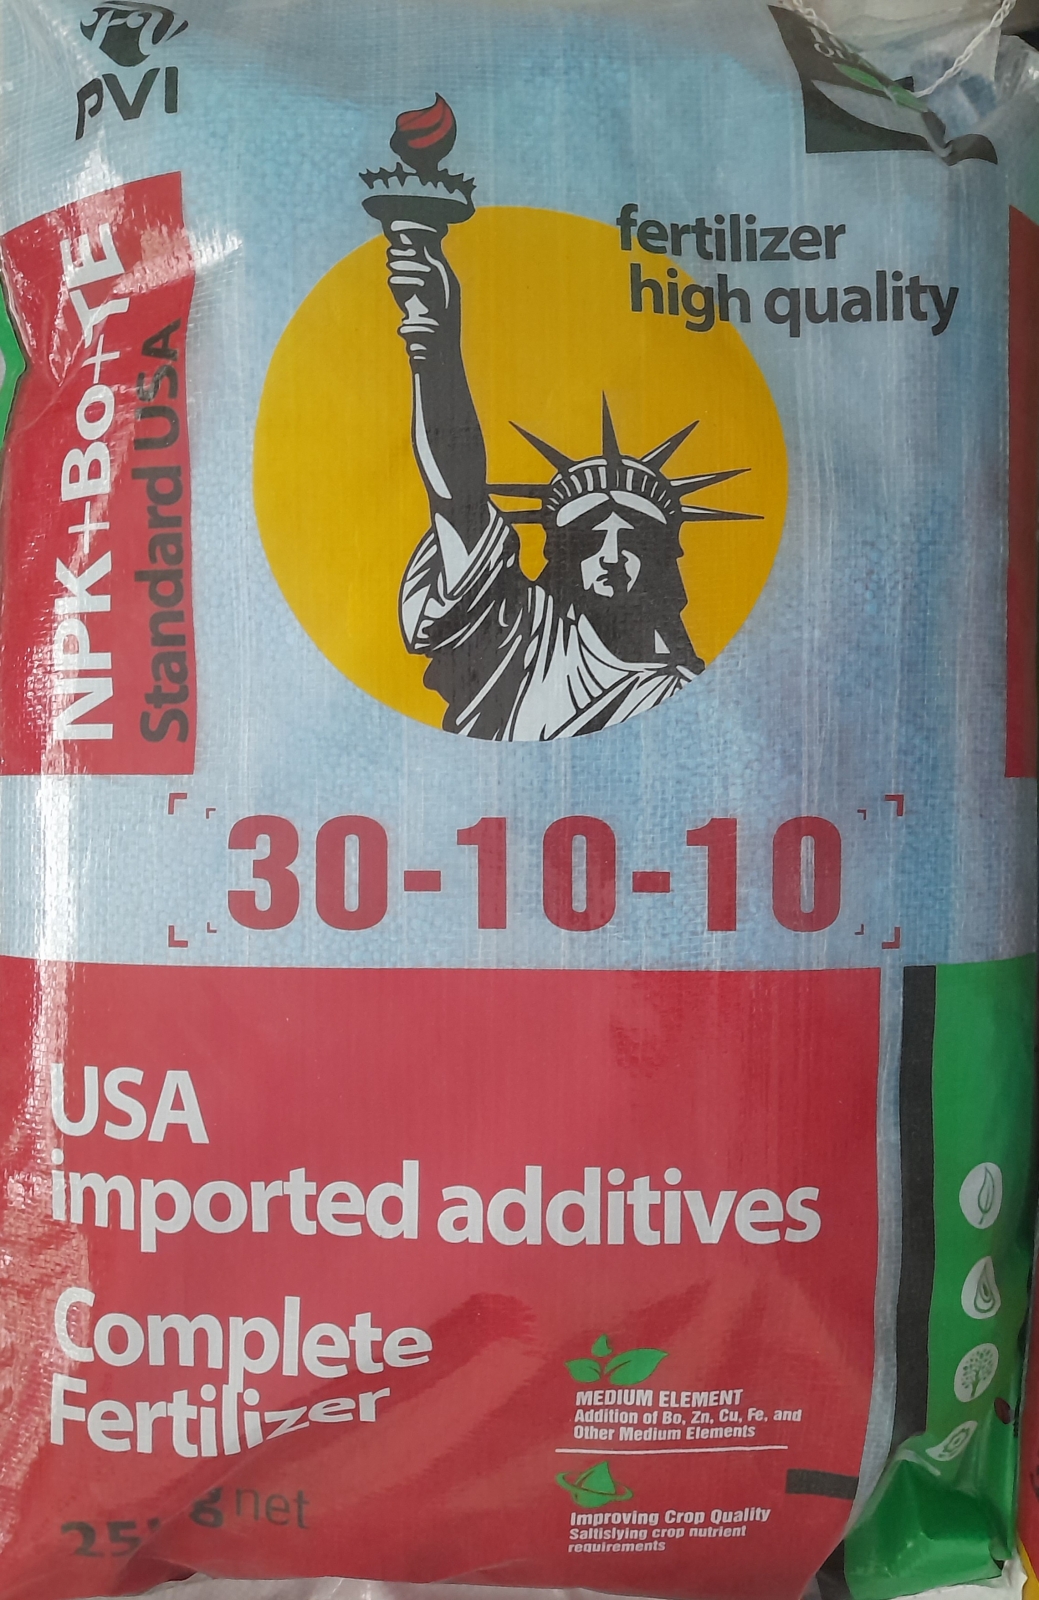 PVI
fertilizer
high quality
NPK+Bo+TE
Standard USA
30-10-10
USA
imported additives
Complete
Fertilizer
net
MEDIUM ELEMENT
Addition of Bo, Zn, Cu, Fe, and
Other Medium Elements
Improving Crop Quality
Saltislying crop nutrient
requirements